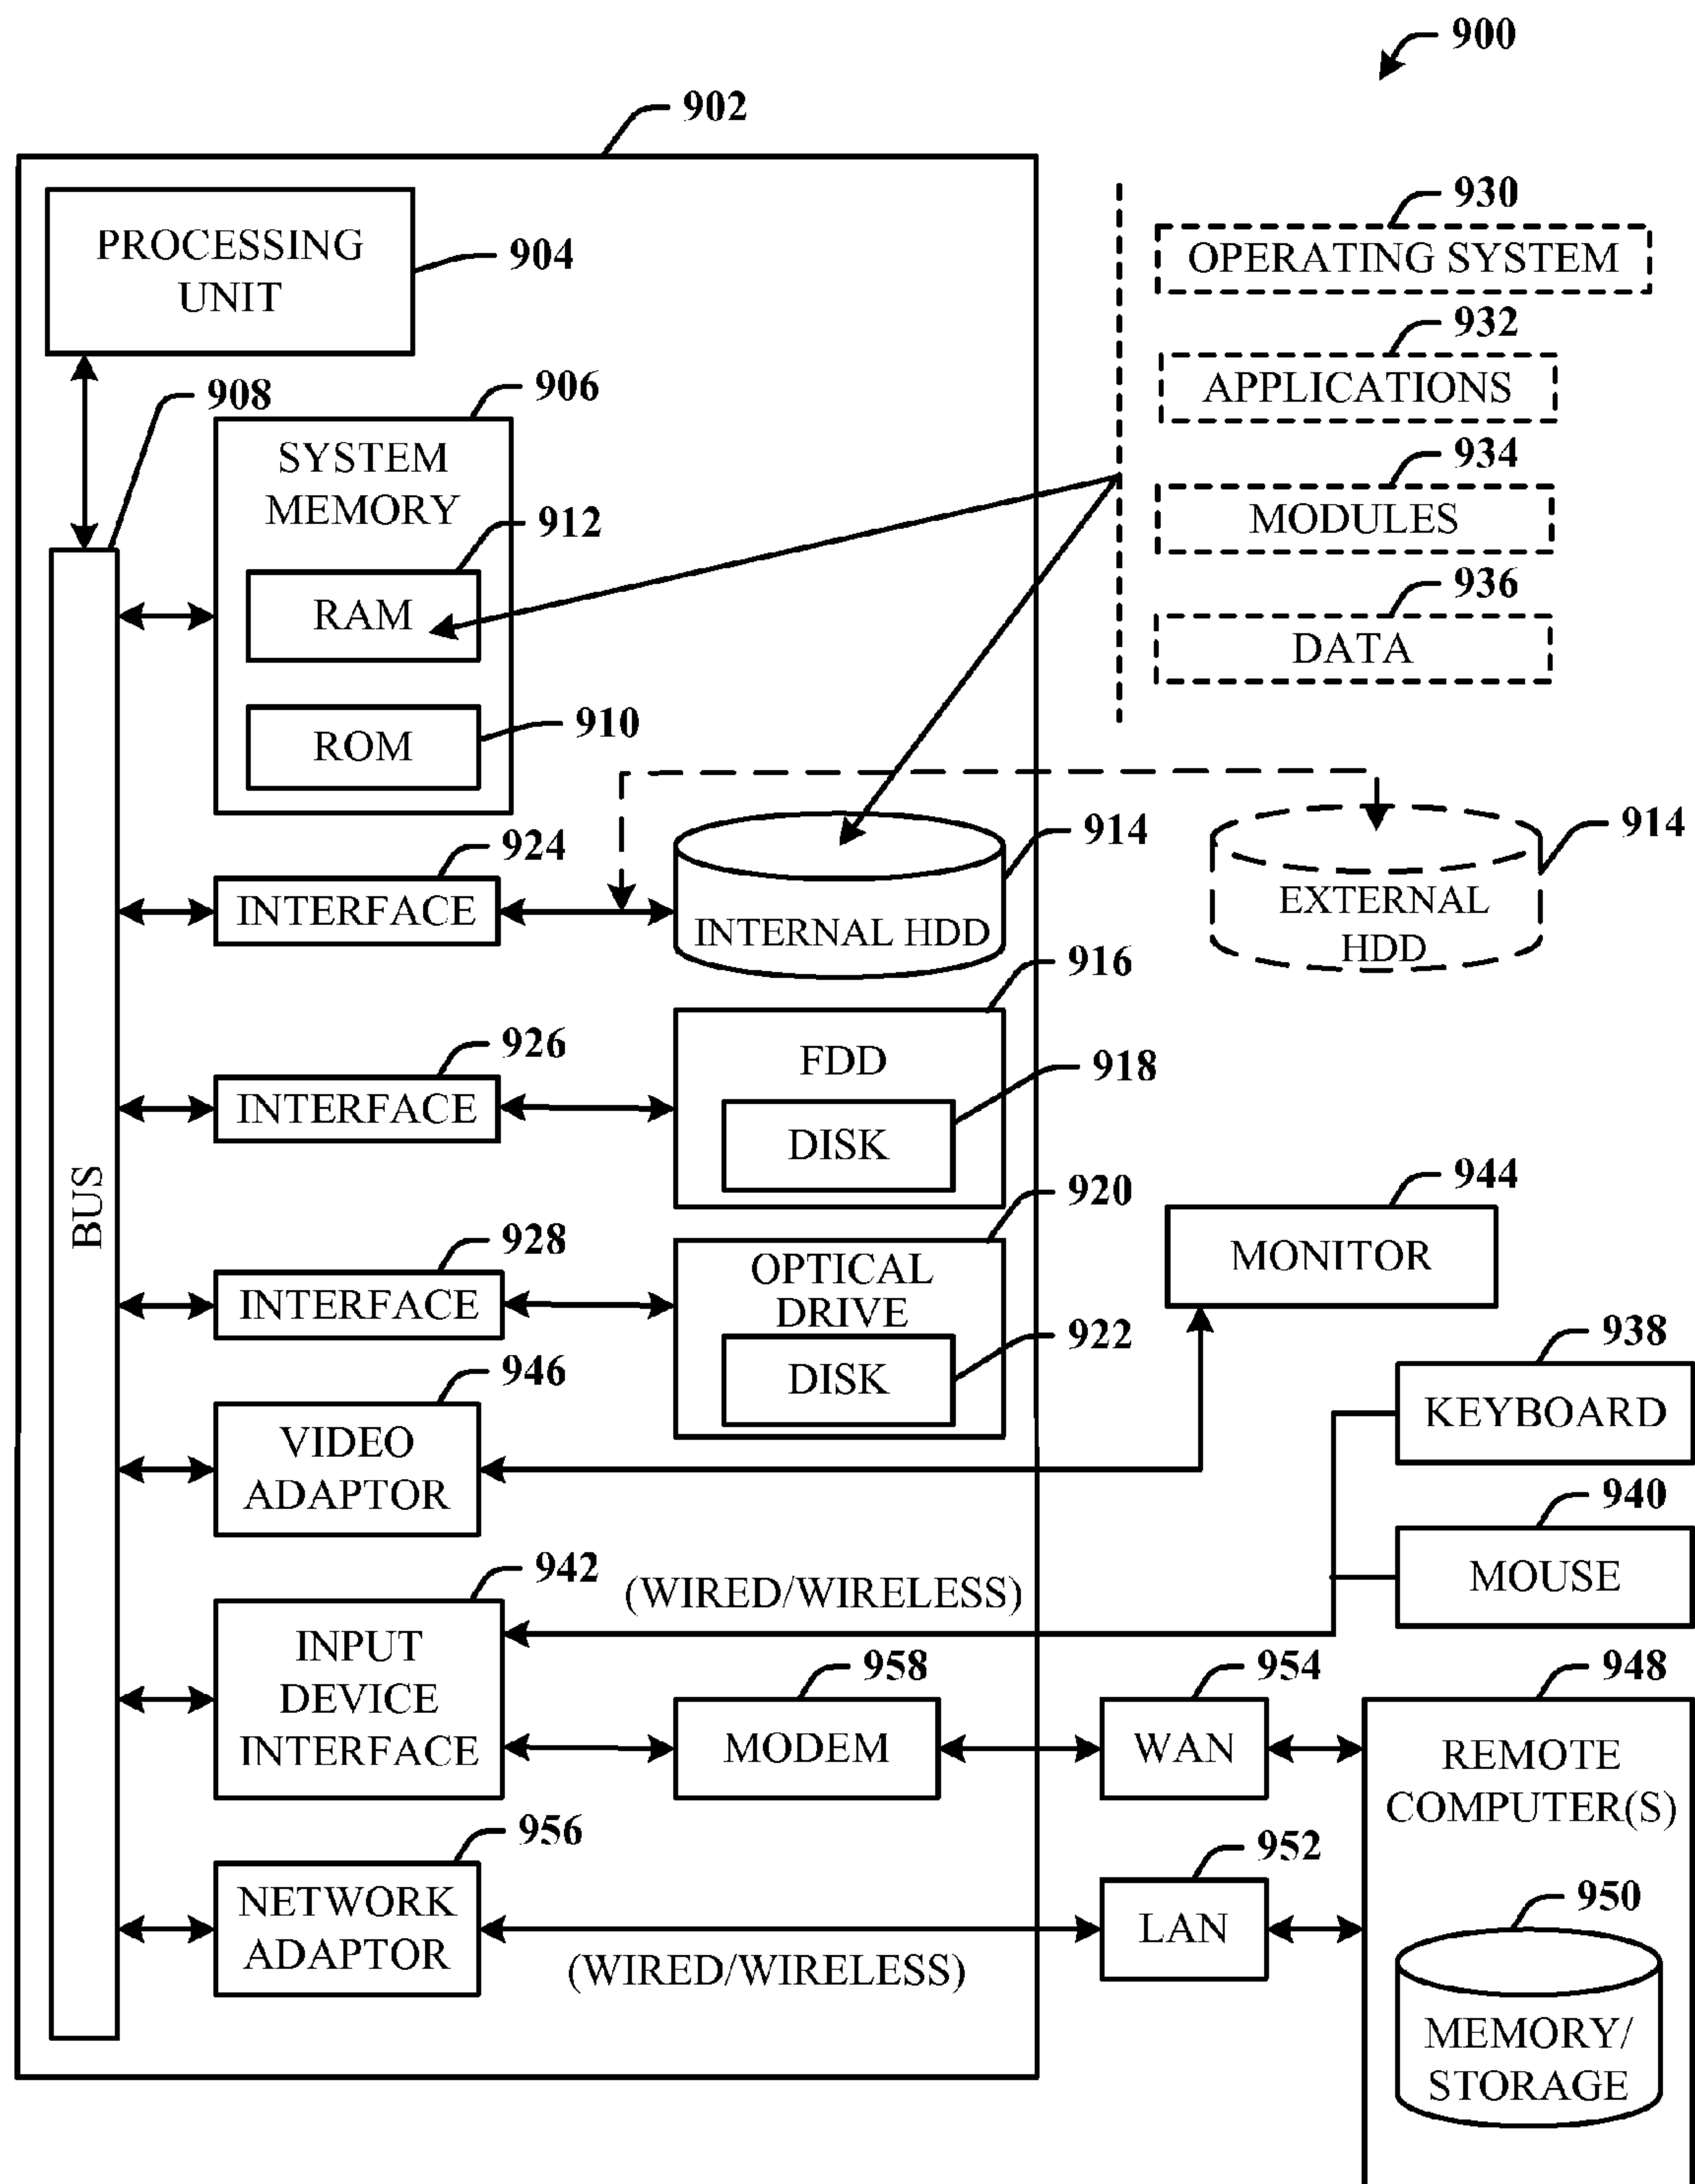 900
902
PROCESSING
UNIT
904
930
OPERATING SYSTEM
932
APPLICATIONS
934
MODULES
936
DATA
908
906
SYSTEM
MEMORY
912
RAM
910
ROM
BUS
924
INTERFACE
914
INTERNAL HDD
914
EXTERNAL
HDD
926
INTERFACE
916
FDD
918
DISK
928
INTERFACE
920
OPTICAL
DRIVE
922
DISK
944
MONITOR
946
VIDEO
ADAPTOR
938
KEYBOARD
940
MOUSE
942
INPUT
DEVICE
INTERFACE
(WIRED/WIRELESS)
958
MODEM
954
WAN
948
REMOTE
COMPUTER(S)
956
NETWORK
ADAPTOR
(WIRED/WIRELESS)
952
LAN
950
MEMORY/
STORAGE